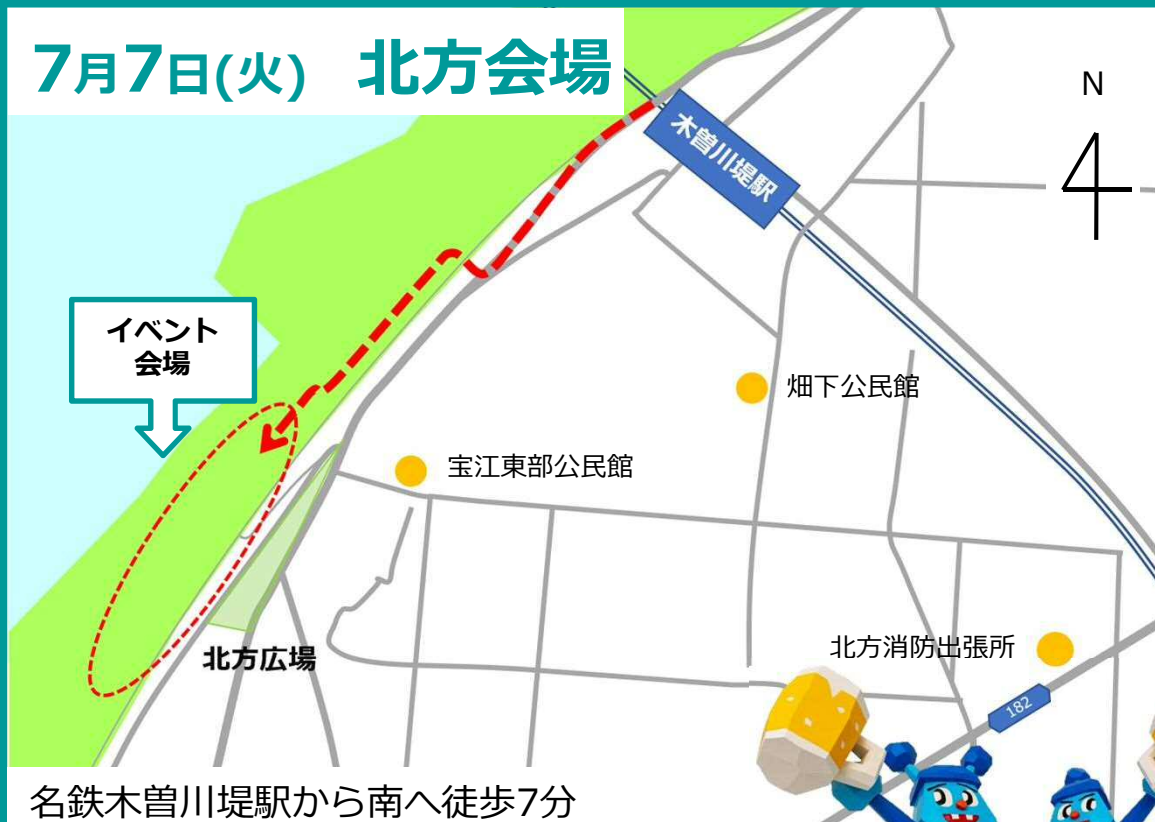 7月7日(火) 北方会場
N
木曽川堤駅
イベント
会場
畑下公民館
宝江東部公民館
北方広場
北方消防出張所
182
名鉄木曽川堤駅から南へ徒歩7分